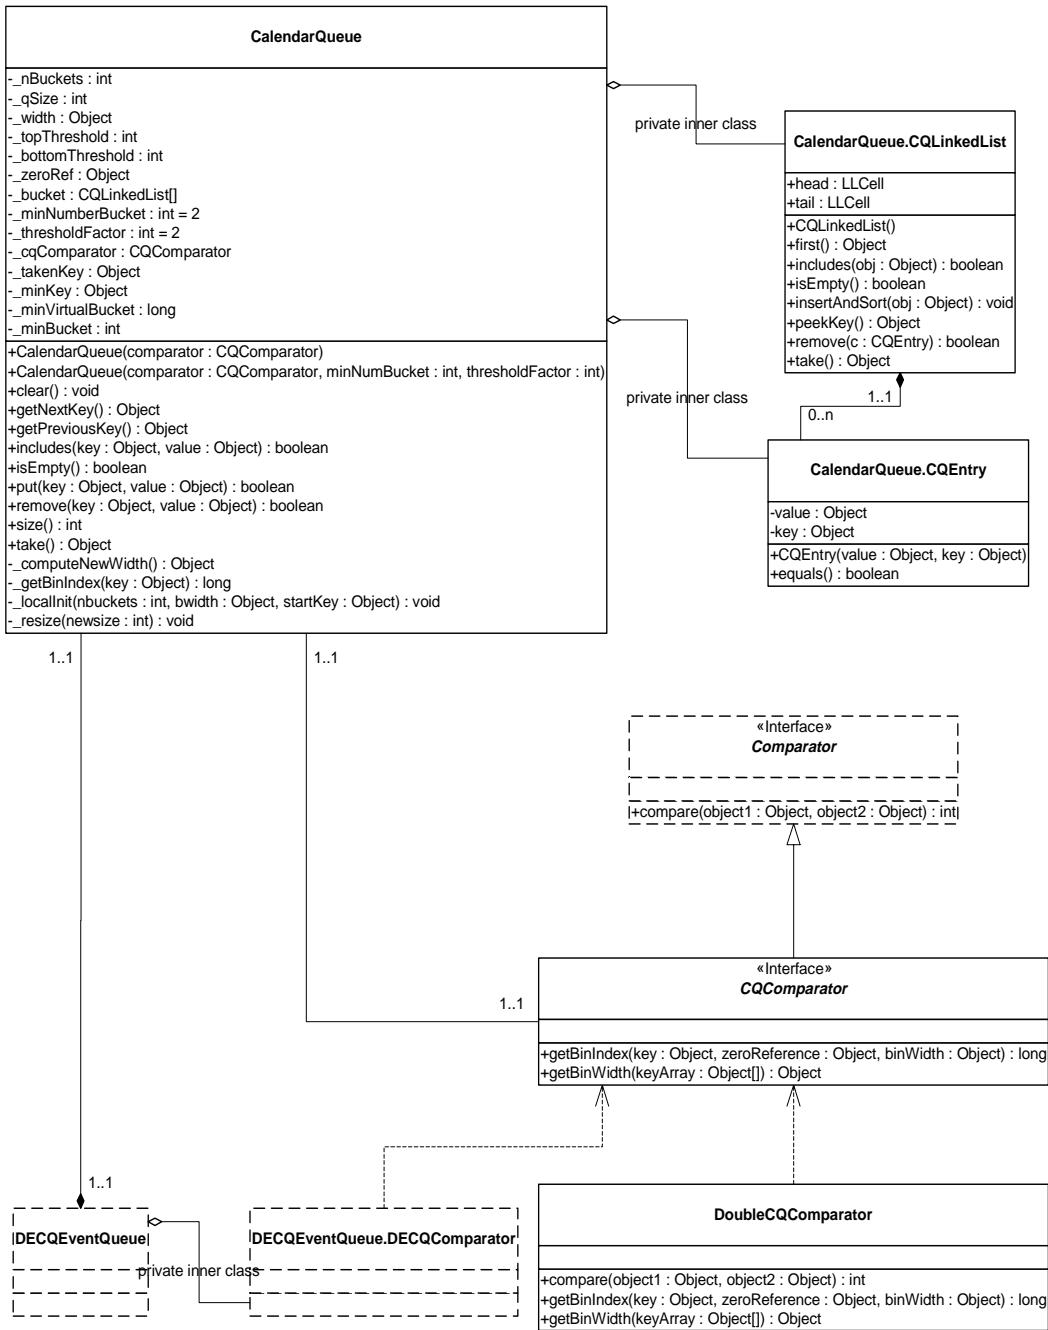 CalendarQueue
-_nBuckets : int
-_qSize : int
-_width : Object
-_topThreshold : int
-_bottomThreshold : int
-_zeroRef : Object
-_bucket : CQLinkedList[]
-_minNumberBucket : int = 2
-_thresholdFactor : int = 2
-_cqComparator : CQComparator
-_takenKey : Object
-_minKey : Object
-_minVirtualBucket : long
-_minBucket : int
+CalendarQueue(comparator : CQComparator)
+CalendarQueue(comparator : CQComparator, minNumBucket : int, thresholdFactor : int)
+clear() : void
+getNextKey() : Object
+getPreviousKey() : Object
+includes(key : Object, value : Object) : boolean
+isEmpty() : boolean
+put(key : Object, value : Object) : boolean
+remove(key : Object, value : Object) : boolean
+size() : int
+take() : Object
-_computeNewWidth() : Object
-_getBinIndex(key : Object) : long
-_localInit(nbuckets : int, bwidth : Object, startKey : Object) : void
-_resize(newsize : int) : void
private inner class
CalendarQueue.CQLinkedList
+head : LLCell
+tail : LLCell
+CQLinkedList()
+first() : Object
+includes(obj : Object) : boolean
+isEmpty() : boolean
+insertAndSort(obj : Object) : void
+peekKey() : Object
+remove(c : CQEntry) : boolean
+take() : Object
private inner class
1..1
0..n
CalendarQueue.CQEntry
-value : Object
-key : Object
+CQEntry(value : Object, key : Object)
+equals() : boolean
1..1
1..1
«Interface»
Comparator
+compare(object1 : Object, object2 : Object) : int
1..1
«Interface»
CQComparator
+getBinIndex(key : Object, zeroReference : Object, binWidth : Object) : long
+getBinWidth(keyArray : Object[]) : Object
1..1
DECQEventQueue
private inner class
DECQEventQueue.DECQComparator
DoubleCQComparator
+compare(object1 : Object, object2 : Object) : int
+getBinIndex(key : Object, zeroReference : Object, binWidth : Object) : long
+getBinWidth(keyArray : Object[]) : Object